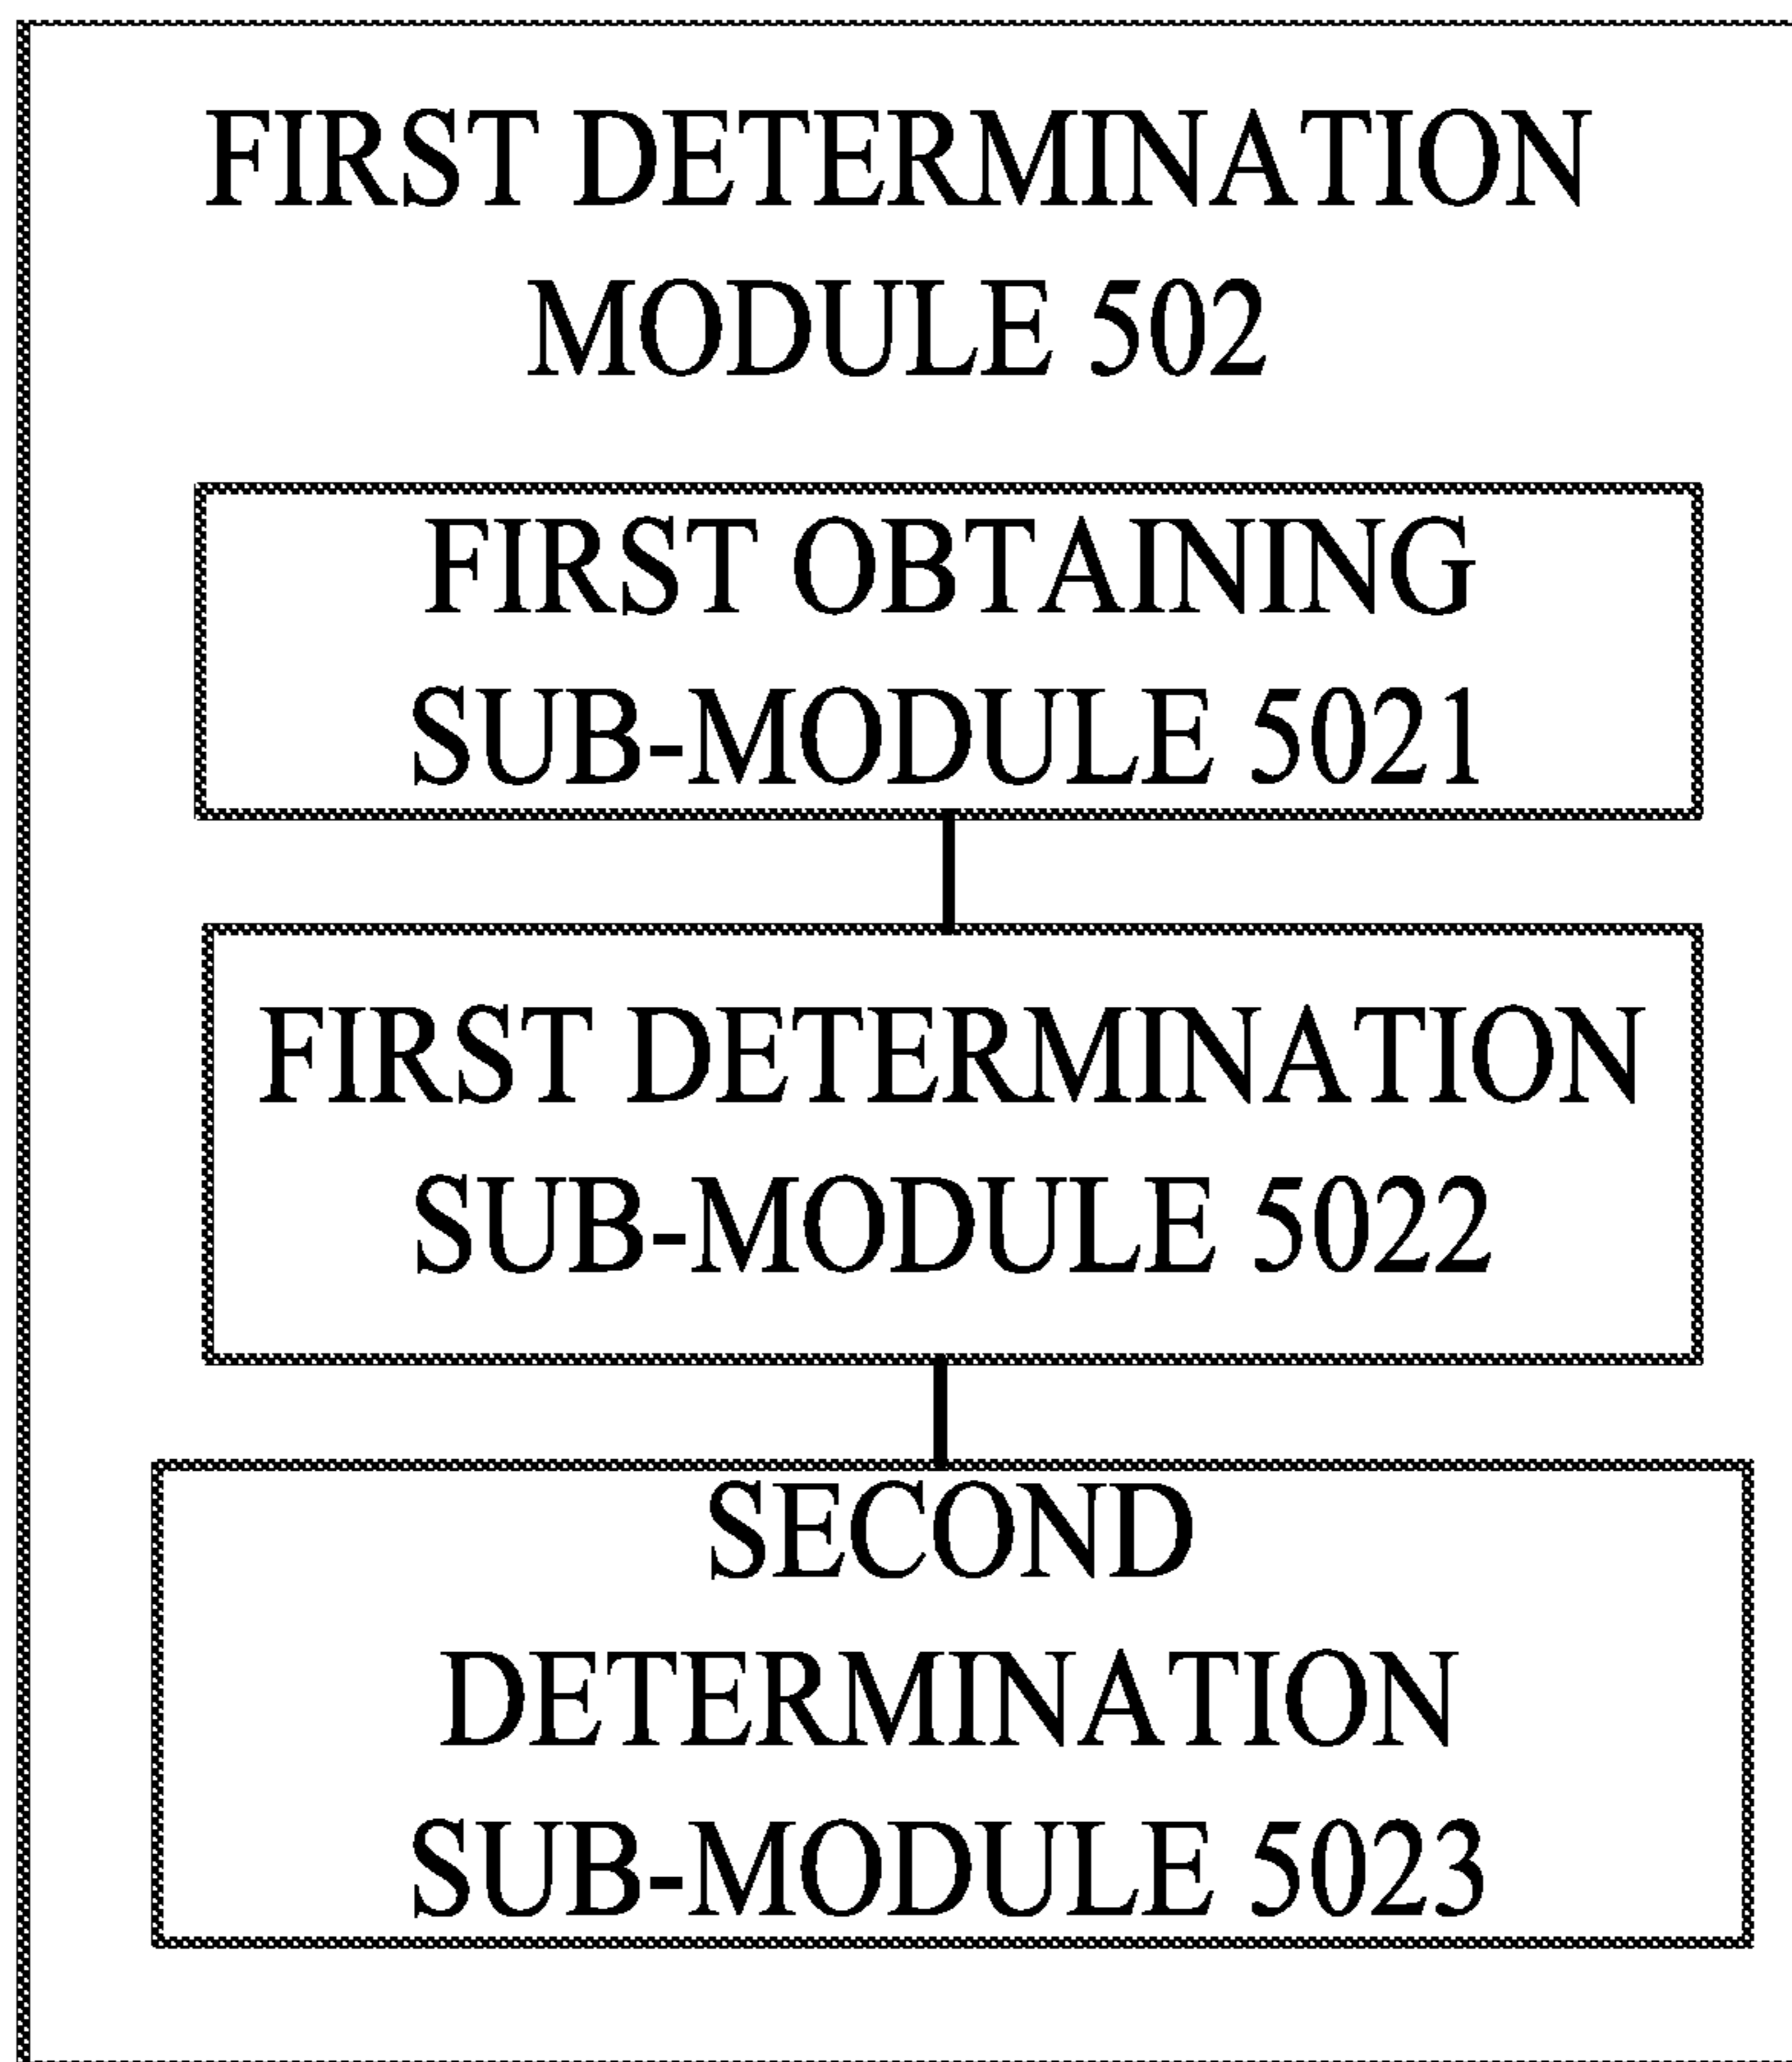 FIRST DETERMINATION
MODULE 502
FIRST OBTAINING
SUB-MODULE 5021
FIRST DETERMINATION
SUB-MODULE 5022
SECOND
DETERMINATION
SUB-MODULE 5023